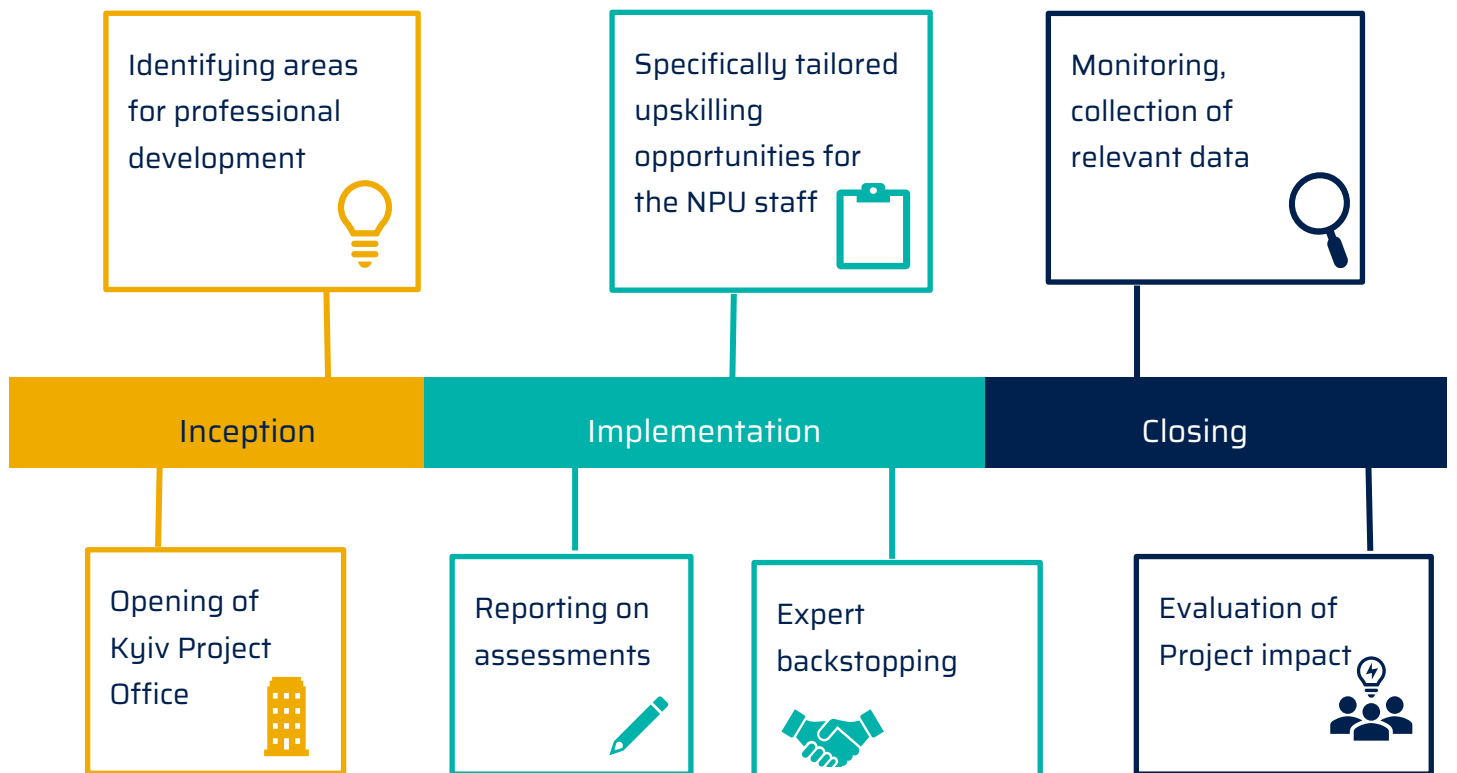 Identifying areas
for professional
development
Specifically tailored
upskilling
opportunities for
the NPU staff
Monitoring,
collection of
relevant data
Inception
Implementation
Closing
Opening of
Kyiv Project
Office
Reporting on
assessments
Expert
backstopping
Evaluation of
Project impact